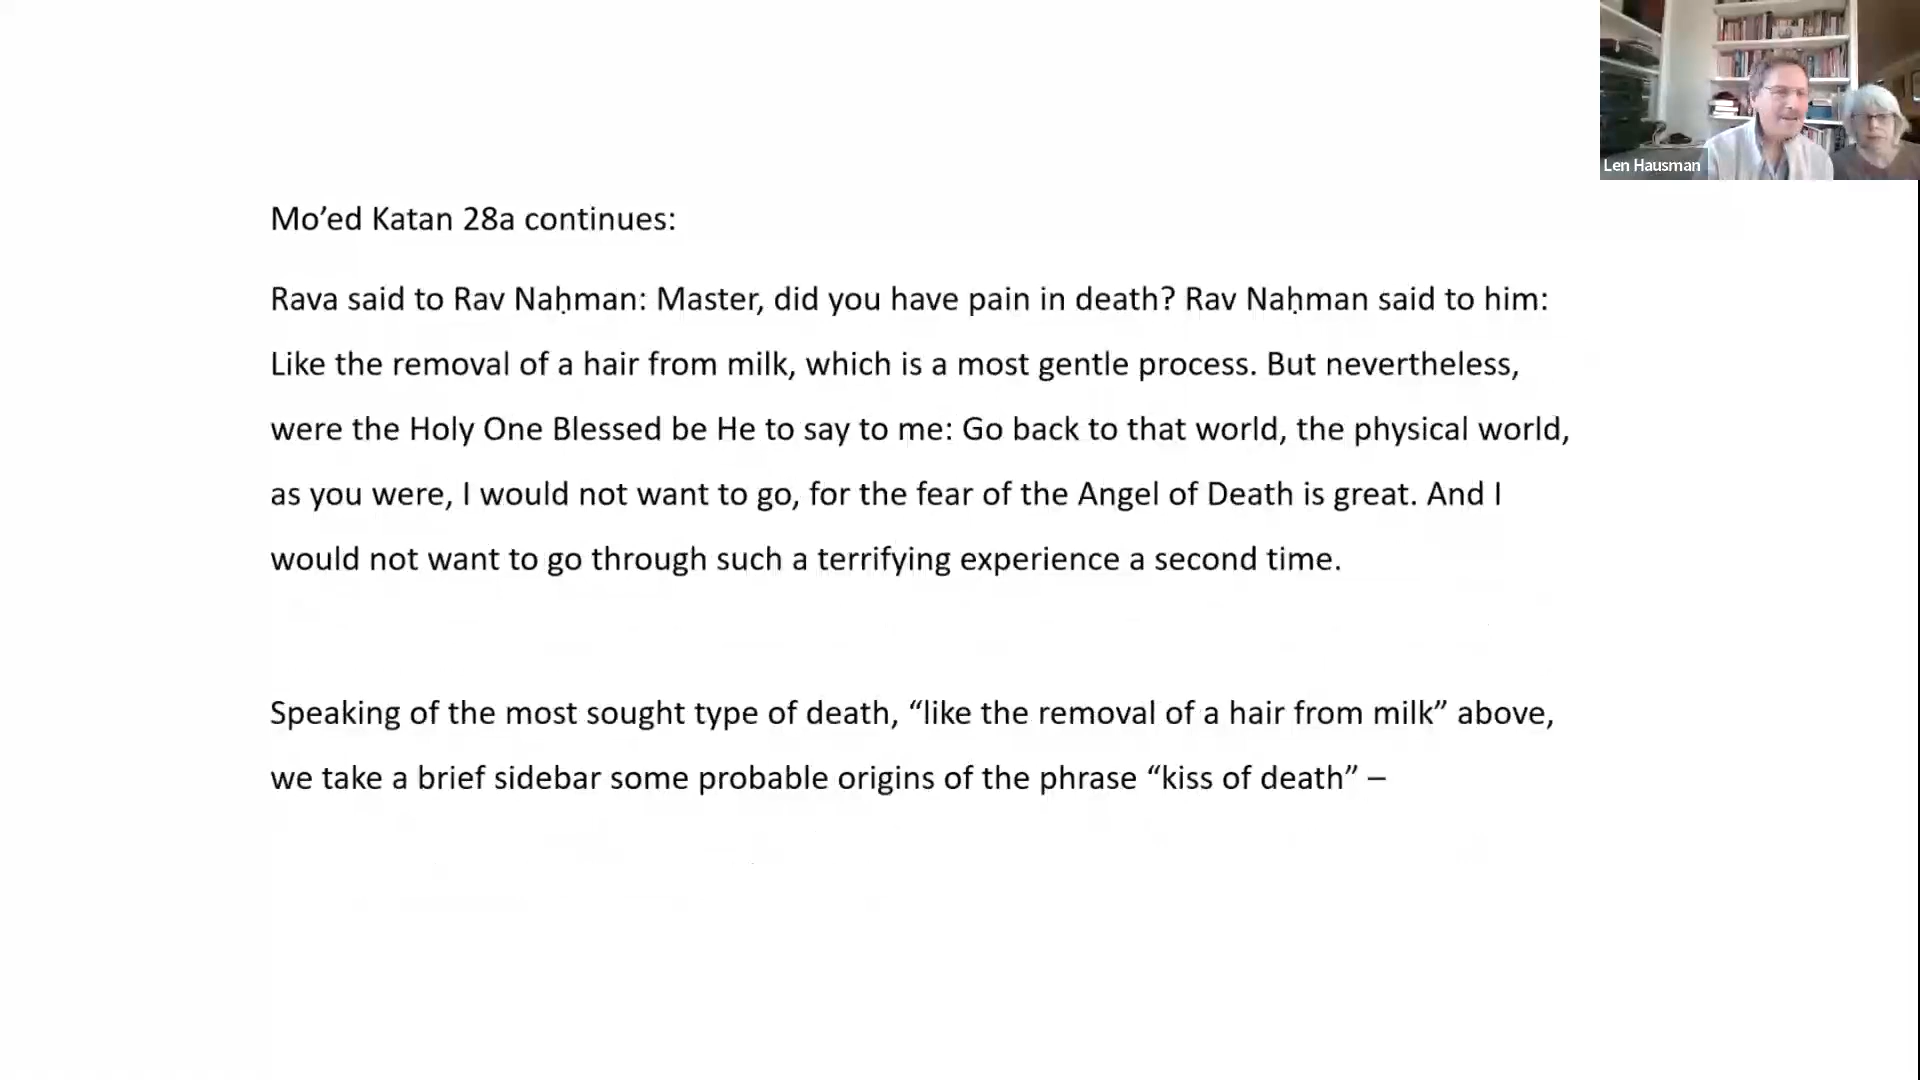 Len Hausman
Mo’ed Katan 28a continues:
Rava said to Rav Naḥman: Master, did you have pain in death? Rav Naḥman said to him:
Like the removal of a hair from milk, which is a most gentle process. But nevertheless,
were the Holy One Blessed be He to say to me: Go back to that world, the physical world,
as you were, I would not want to go, for the fear of the Angel of Death is great. And I
would not want to go through such a terrifying experience a second time.
Speaking of the most sought type of death, “like the removal of a hair from milk” above,
we take a brief sidebar some probable origins of the phrase “kiss of death” –